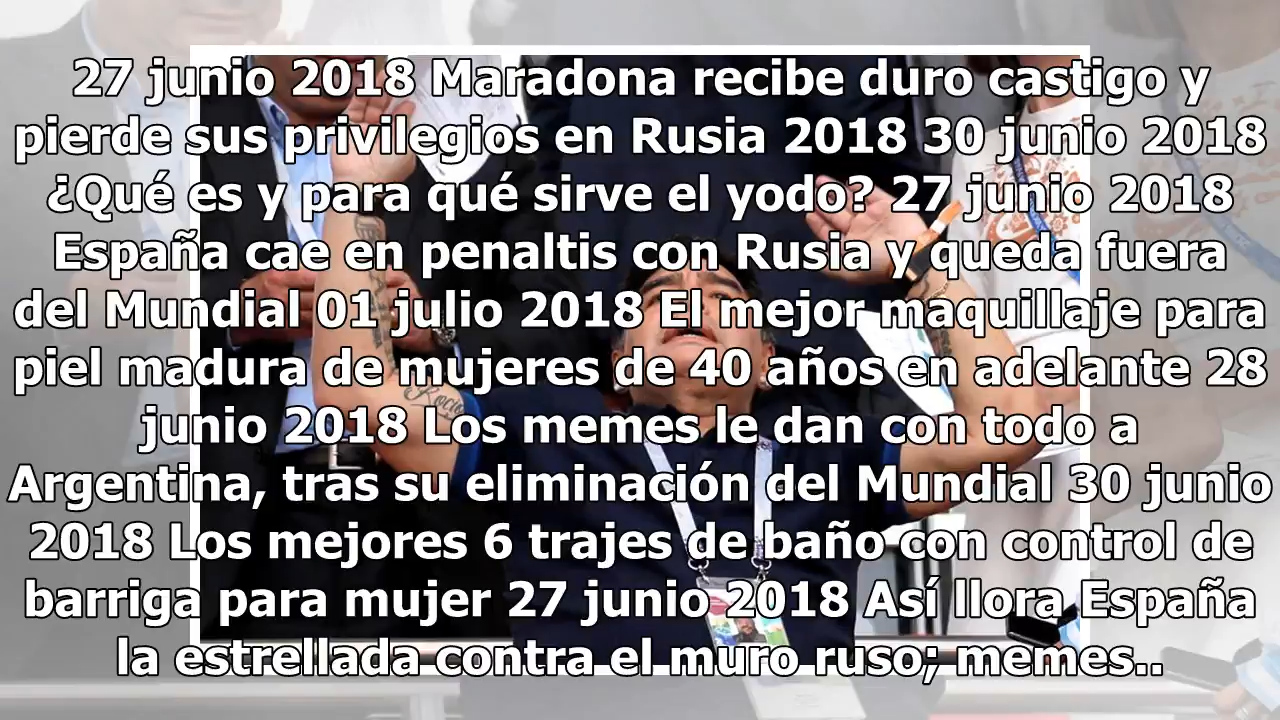 27 junio 2018 Maradona recibe duro castigo y
pierde sus privilegios en Rusia 2018 30 junio 2018
¿Qué es y para qué sirve el yodo? 27 junio 2018
España cae en penaltis con Rusia y queda fuera
del Mundial 01 julio 2018 El mejor maquillaje para
piel madura de mujeres de 40 años en adelante 28
junio 2018 Los memes le dan con todo a
Argentina, tras su eliminación del Mundial 30 junio
2018 Los mejores 6 trajes de baño con control de
barriga para mujer 27 junio 2018 Así llora España
la estrellada contra el muro ruso; memes..
Rocio